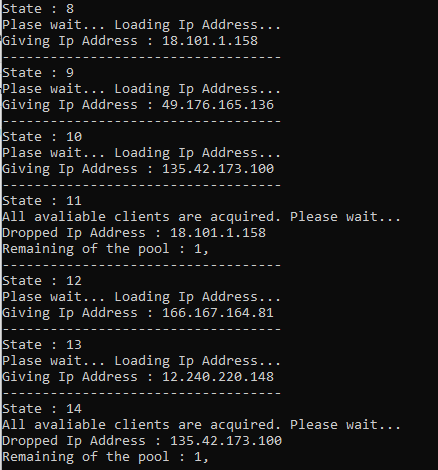 State : 8
Plase wait... Loading Ip Address...
Giving Ip Address : 18.101.1.158
-----------------------------------
State : 9
Plase wait... Loading Ip Address...
Giving Ip Address : 49.176.165.136
-----------------------------------
State : 10
Plase wait... Loading Ip Address...
Giving Ip Address : 135.42.173.100
-----------------------------------
State : 11
All avaliable clients are acquired. Please wait...
Dropped Ip Address : 18.101.1.158
Remaining of the pool : 1,
-----------------------------------
State : 12
Plase wait... Loading Ip Address...
Giving Ip Address : 166.167.164.81
-----------------------------------
State : 13
Plase wait... Loading Ip Address...
Giving Ip Address : 12.240.220.148
-----------------------------------
State : 14
All avaliable clients are acquired. Please wait...
Dropped Ip Address : 135.42.173.100
Remaining of the pool : 1,